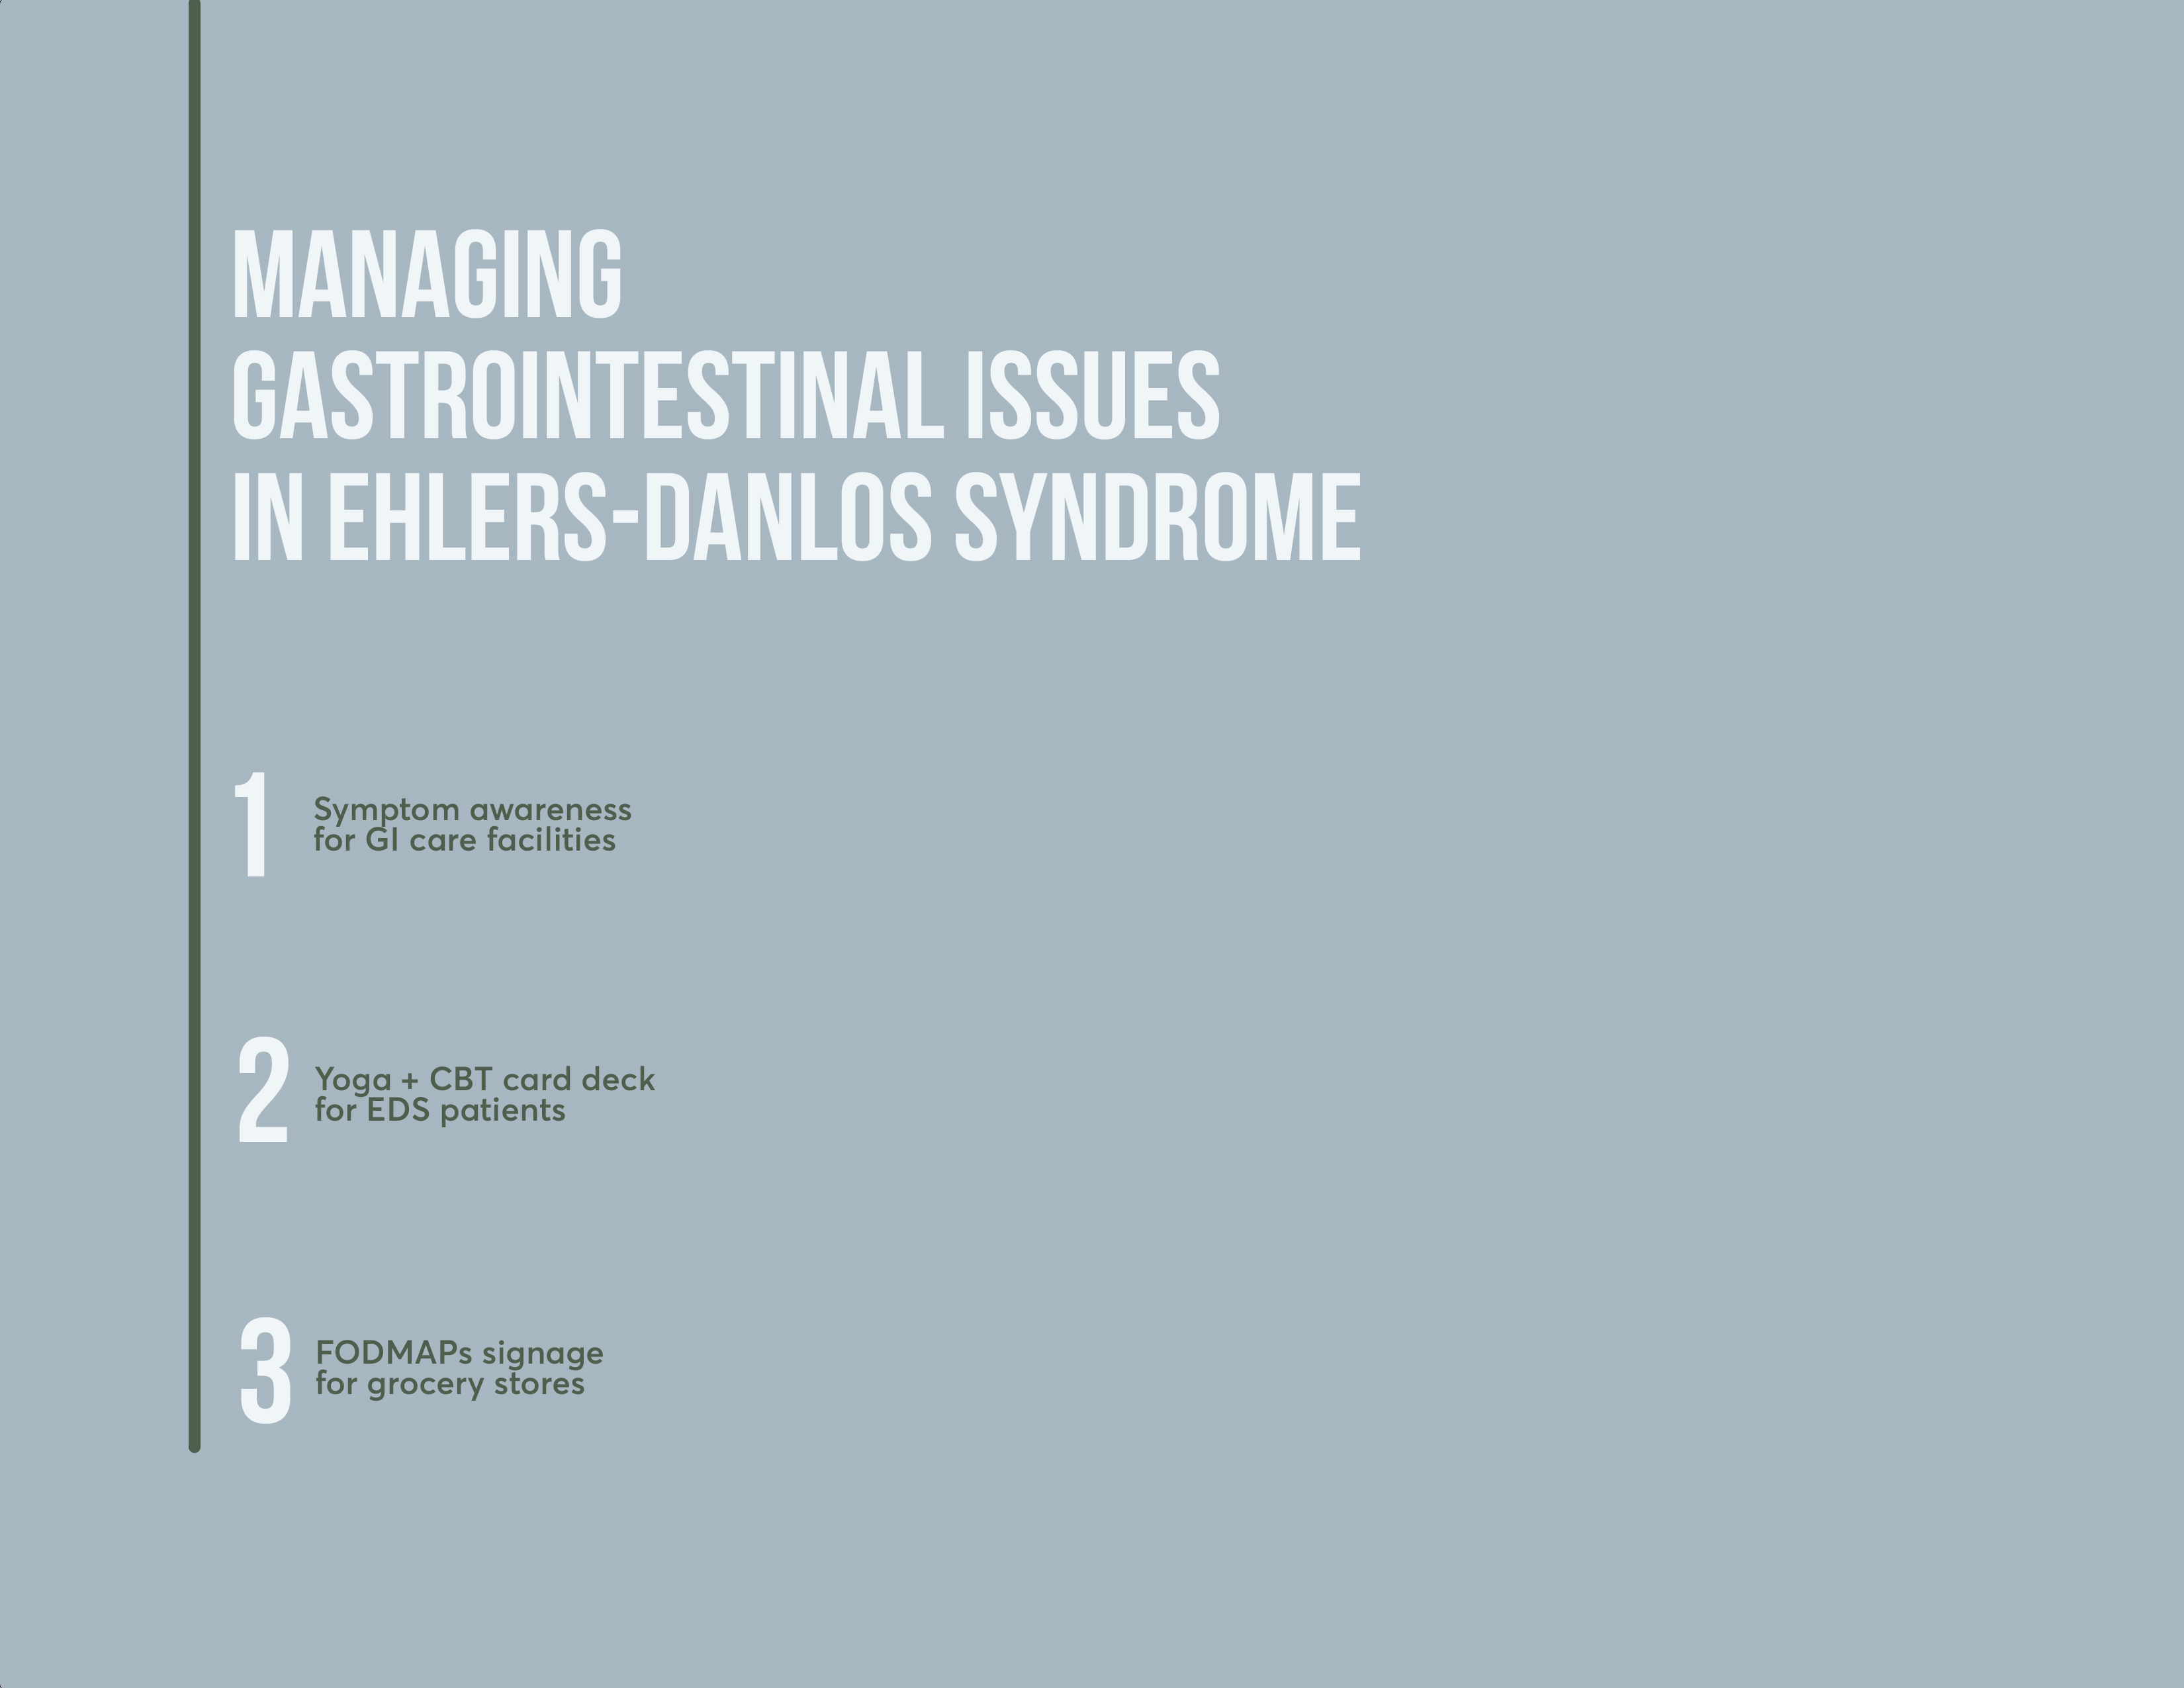 MANAGING
GASTROINTESTINAL ISSUES
IN EHLERS-DANLOS SYNDROME
1
Symptom awareness
for GI care facilities
2
Yoga + CBT card deck
for EDS patients
3
FODMAPs signage
for grocery stores